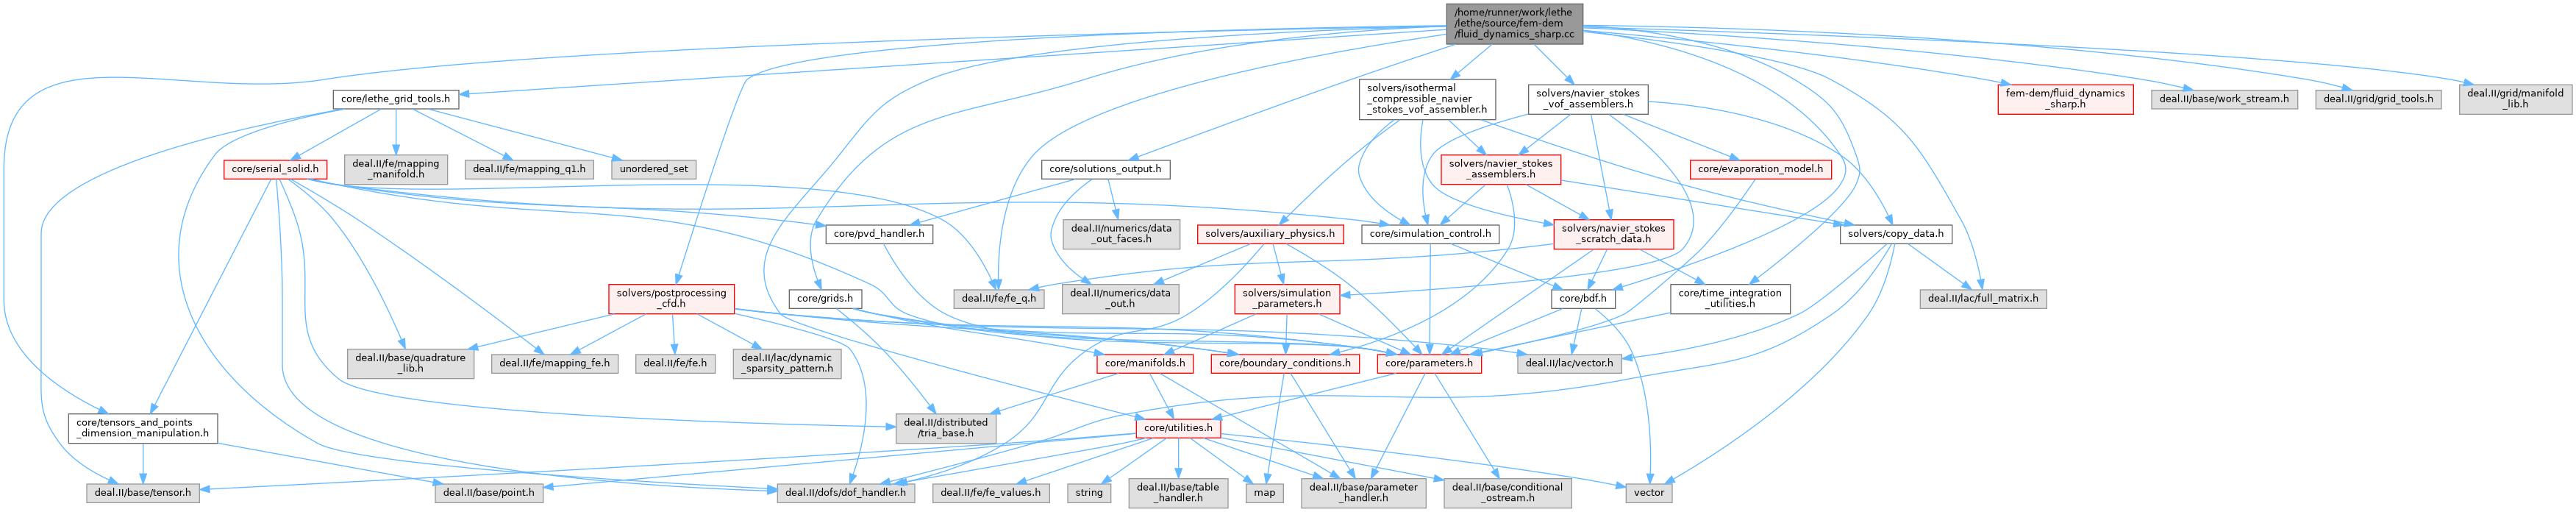 /home/runner/work/lethe
/lethe/source/fem-dem
/fluid_dynamics_sharp.cc
core/lethe_grid_tools.h
solvers/isothermal
_compressible_navier
_stokes_vof_assembler.h
solvers/navier_stokes
_vof_assemblers.h
fem-dem/fluid_dynamics
_sharp.h
deal.II/base/work_stream.h
deal.II/grid/grid_tools.h
deal.II/grid/manifold
_lib.h
core/serial_solid.h
deal.II/fe/mapping
_manifold.h
deal.II/fe/mapping_q1.h
unordered_set
core/solutions_output.h
solvers/navier_stokes
_assemblers.h
core/evaporation_model.h
core/pvd_handler.h
deal.II/numerics/data
_out_faces.h
solvers/auxiliary_physics.h
core/simulation_control.h
solvers/navier_stokes
_scratch_data.h
solvers/copy_data.h
solvers/postprocessing
_cfd.h
core/grids.h
deal.II/fe/fe_q.h
deal.II/numerics/data
_out.h
solvers/simulation
_parameters.h
core/bdf.h
core/time_integration
_utilities.h
deal.II/lac/full_matrix.h
deal.II/base/quadrature
_lib.h
deal.II/fe/mapping_fe.h
deal.II/fe/fe.h
deal.II/lac/dynamic
_sparsity_pattern.h
core/manifolds.h
core/boundary_conditions.h
core/parameters.h
deal.II/lac/vector.h
core/tensors_and_points
_dimension_manipulation.h
deal.II/distributed
/tria_base.h
core/utilities.h
deal.II/base/tensor.h
deal.II/base/point.h
deal.II/dofs/dof_handler.h
deal.II/fe/fe_values.h
string
deal.II/base/table
_handler.h
map
deal.II/base/parameter
_handler.h
deal.II/base/conditional
_ostream.h
vector